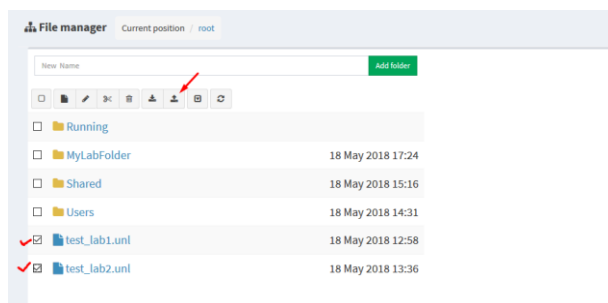 File manager Current position / root
New Name Add folder
Running
MyLabFolder 18 May 2018 17:24
Shared 18 May 2018 15:16
Users 18 May 2018 14:31
test_lab1.unl 18 May 2018 12:58
test_lab2.unl 18 May 2018 13:36